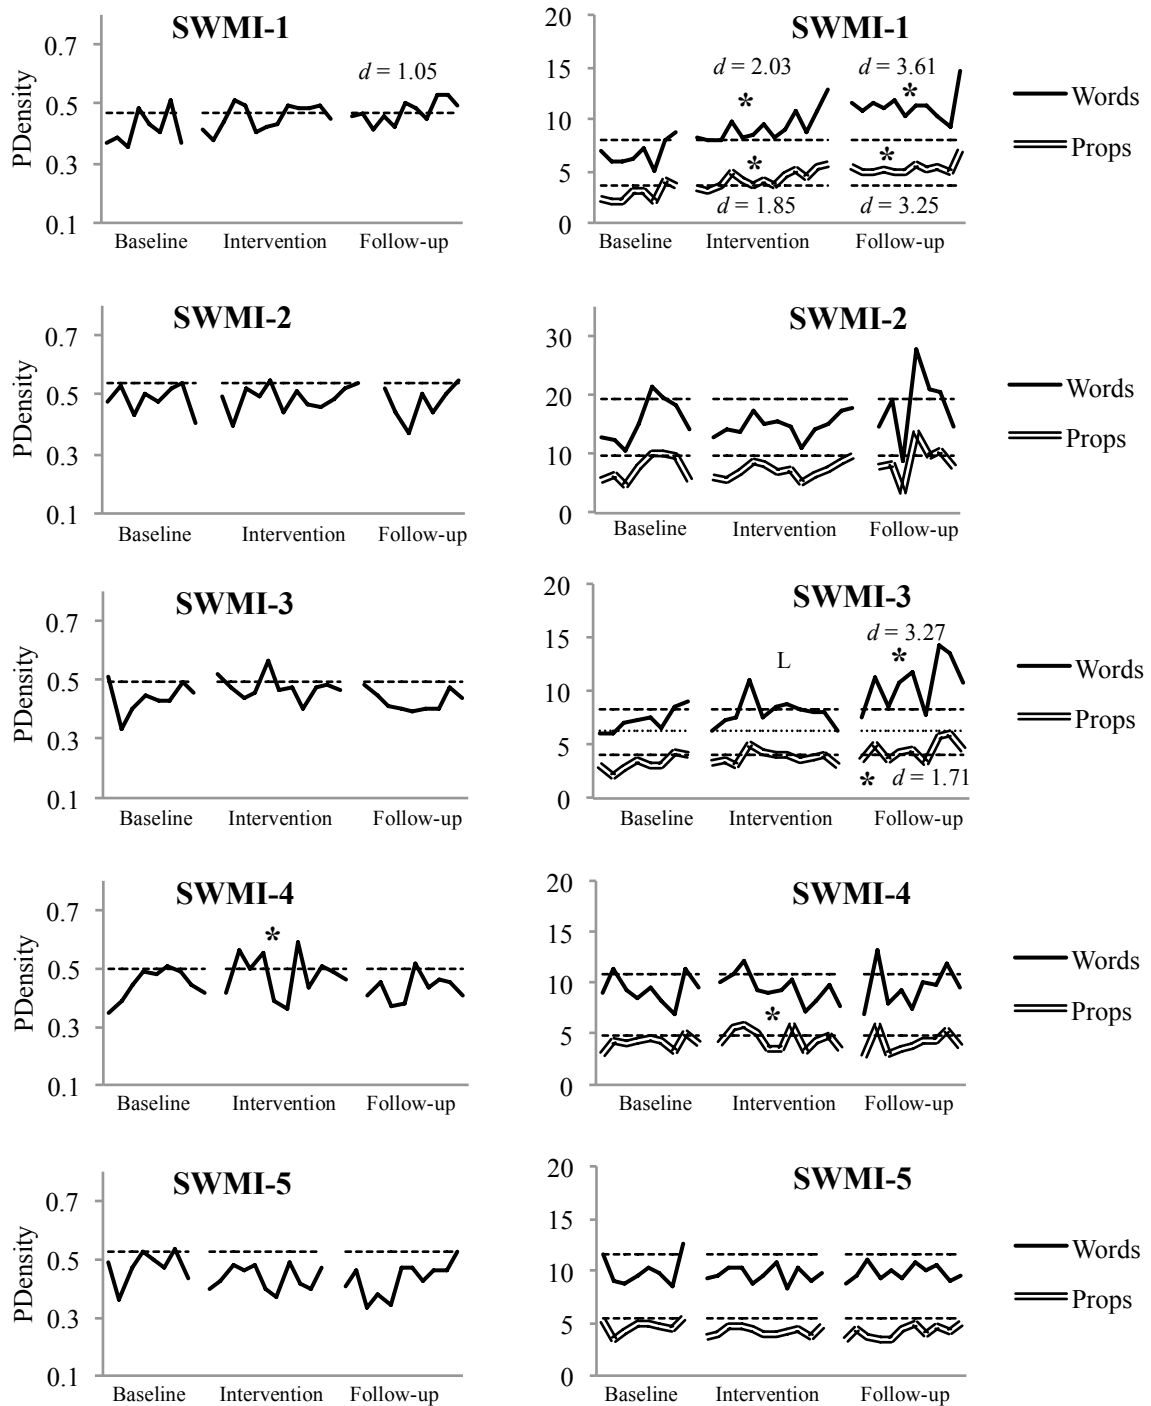 SWMI-1
0.7
d = 1.05
0.5
PDensity
0.3
0.1
Baseline Intervention Follow-up
20
SWMI-1
d = 2.03 d = 3.61
15
*
*
Words
10
Props
*
*
5
d = 1.85 d = 3.25
0
Baseline Intervention Follow-up
SWMI-2
0.7
0.5
PDensity
0.3
0.1
Baseline Intervention Follow-up
SWMI-2
30
Words
20
Props
10
0
Baseline Intervention Follow-up
SWMI-3
0.7
0.5
PDensity
0.3
0.1
Baseline Intervention Follow-up
20
SWMI-3
d = 3.27
15
L
*
Words
10
Props
5
* d = 1.71
0
Baseline Intervention Follow-up
SWMI-4
0.7
*
0.5
PDensity
0.3
0.1
Baseline Intervention Follow-up
20
SWMI-4
15
Words
10
*
Props
5
0
Baseline Intervention Follow-up
SWMI-5
0.7
0.5
PDensity
0.3
0.1
Baseline Intervention Follow-up
20
SWMI-5
15
Words
10
Props
5
0
Baseline Intervention Follow-up